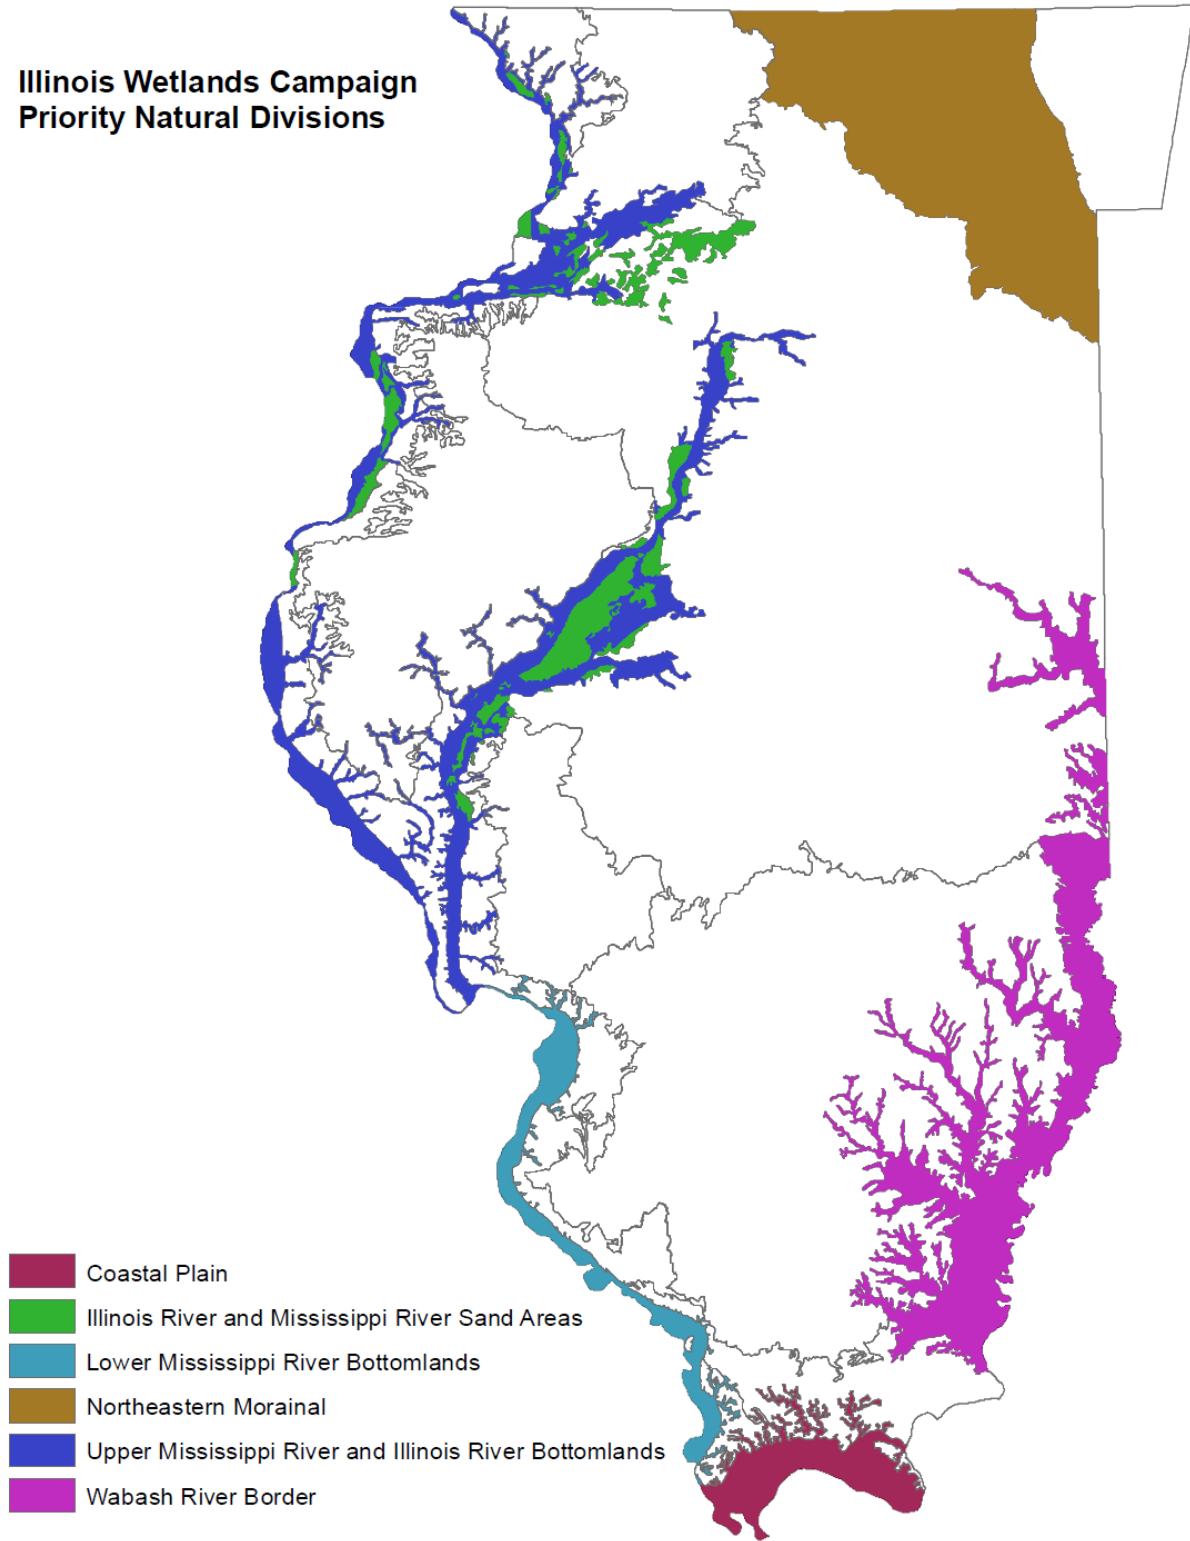 Illinois Wetlands Campaign
Priority Natural Divisions
Coastal Plain
Illinois River and Mississippi River Sand Areas
Lower Mississippi River Bottomlands
Northeastern Morainal
Upper Mississippi River and Illinois River Bottomlands
Wabash River Border